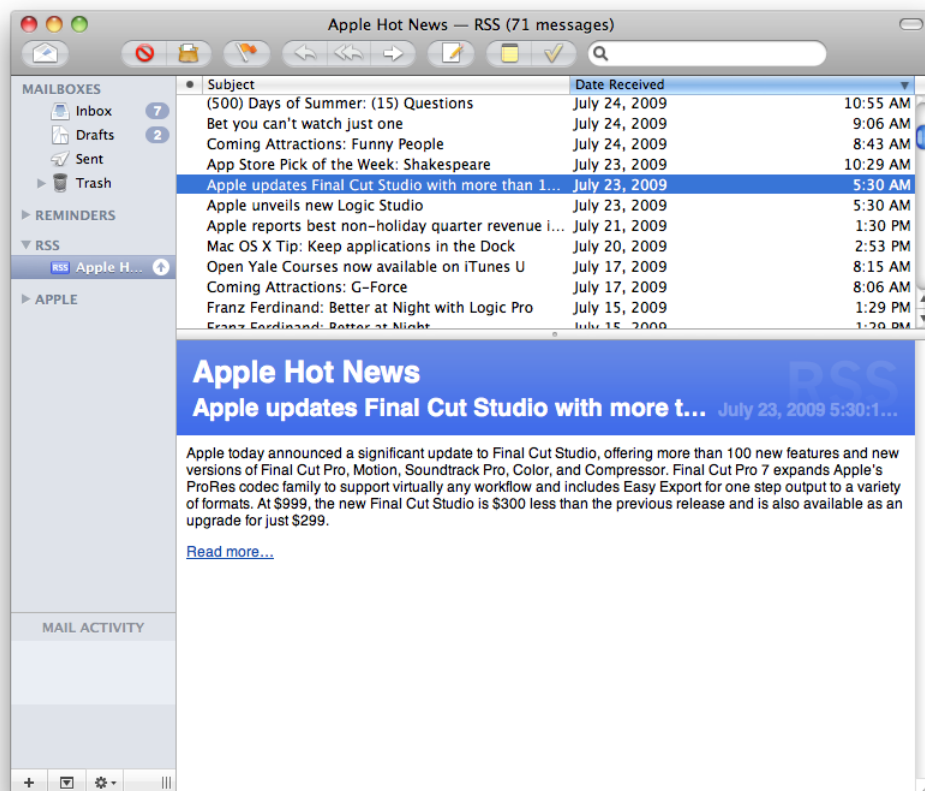 Apple Hot News — RSS (71 messages)
MAILBOXES
Inbox 7
Drafts 2
Sent
Trash
REMINDERS
RSS
RSS Apple H...
APPLE
MAIL ACTIVITY
Subject Date Received
(500) Days of Summer: (15) Questions July 24, 2009 10:55 AM
Bet you can't watch just one July 24, 2009 9:06 AM
Coming Attractions: Funny People July 24, 2009 8:43 AM
App Store Pick of the Week: Shakespeare July 23, 2009 10:29 AM
Apple updates Final Cut Studio with more than 1... July 23, 2009 5:30 AM
Apple unveils new Logic Studio July 23, 2009 5:30 AM
Apple reports best non-holiday quarter revenue i... July 21, 2009 1:30 PM
Mac OS X Tip: Keep applications in the Dock July 20, 2009 2:53 PM
Open Yale Courses now available on iTunes U July 17, 2009 8:15 AM
Coming Attractions: G-Force July 17, 2009 8:06 AM
Franz Ferdinand: Better at Night with Logic Pro July 15, 2009 1:29 PM
Franz Ferdinand: Better at Night July 15, 2009 1:29 PM
Apple Hot News RSS
Apple updates Final Cut Studio with more t... July 23, 2009 5:30:1...
Apple today announced a significant update to Final Cut Studio, offering more than 100 new features and new
versions of Final Cut Pro, Motion, Soundtrack Pro, Color, and Compressor. Final Cut Pro 7 expands Apple's
ProRes codec family to support virtually any workflow and includes Easy Export for one step output to a variety
of formats. At $999, the new Final Cut Studio is $300 less than the previous release and is also available as an
upgrade for just $299.
Read more...